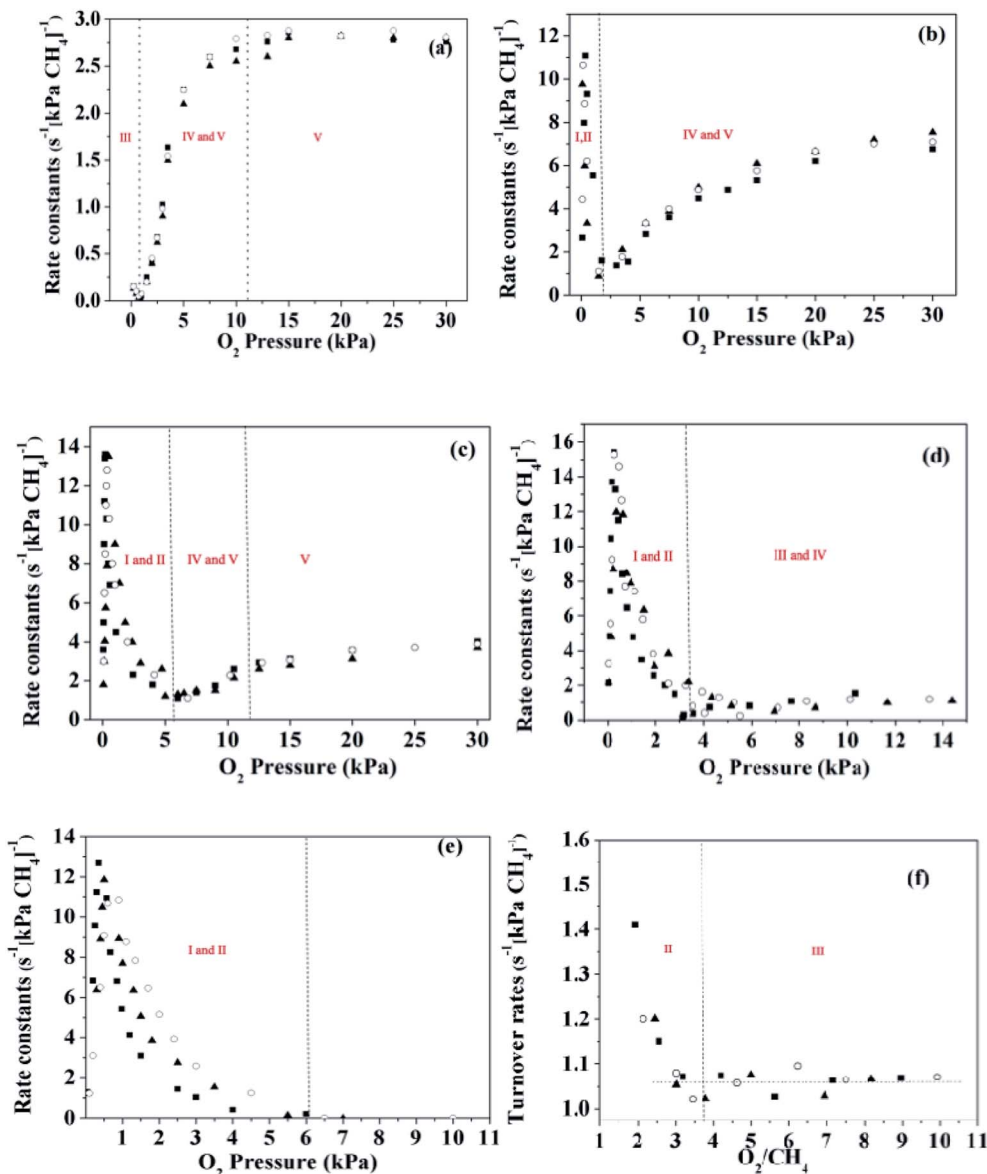 (a)
Rate constants (s⁻¹[kPa CH₄]⁻¹)
3.0
2.5
2.0
1.5
1.0
0.5
0.0
III
IV and V
V
0 5 10 15 20 25 30
O₂ Pressure (kPa)
(b)
Rate constants (s⁻¹[kPa CH₄]⁻¹)
12
10
8
6
4
2
0
I,II
IV and V
0 5 10 15 20 25 30
O₂ Pressure (kPa)
(c)
Rate constants (s⁻¹[kPa CH₄]⁻¹)
14
12
10
8
6
4
2
0
I and II
IV and V
V
0 5 10 15 20 25 30
O₂ Pressure (kPa)
(d)
Rate constants (s⁻¹[kPa CH₄]⁻¹)
16
14
12
10
8
6
4
2
0
I and II
III and IV
0 2 4 6 8 10 12 14
O₂ Pressure (kPa)
(e)
Rate constants (s⁻¹[kPa CH₄]⁻¹)
14
12
10
8
6
4
2
0
I and II
1 2 3 4 5 6 7 8 9 10 11
O₂ Pressure (kPa)
(f)
Turnover rates (s⁻¹[kPa CH₄]⁻¹)
1.6
1.5
1.4
1.3
1.2
1.1
1.0
II
III
1 2 3 4 5 6 7 8 9 10 11
O₂/CH₄